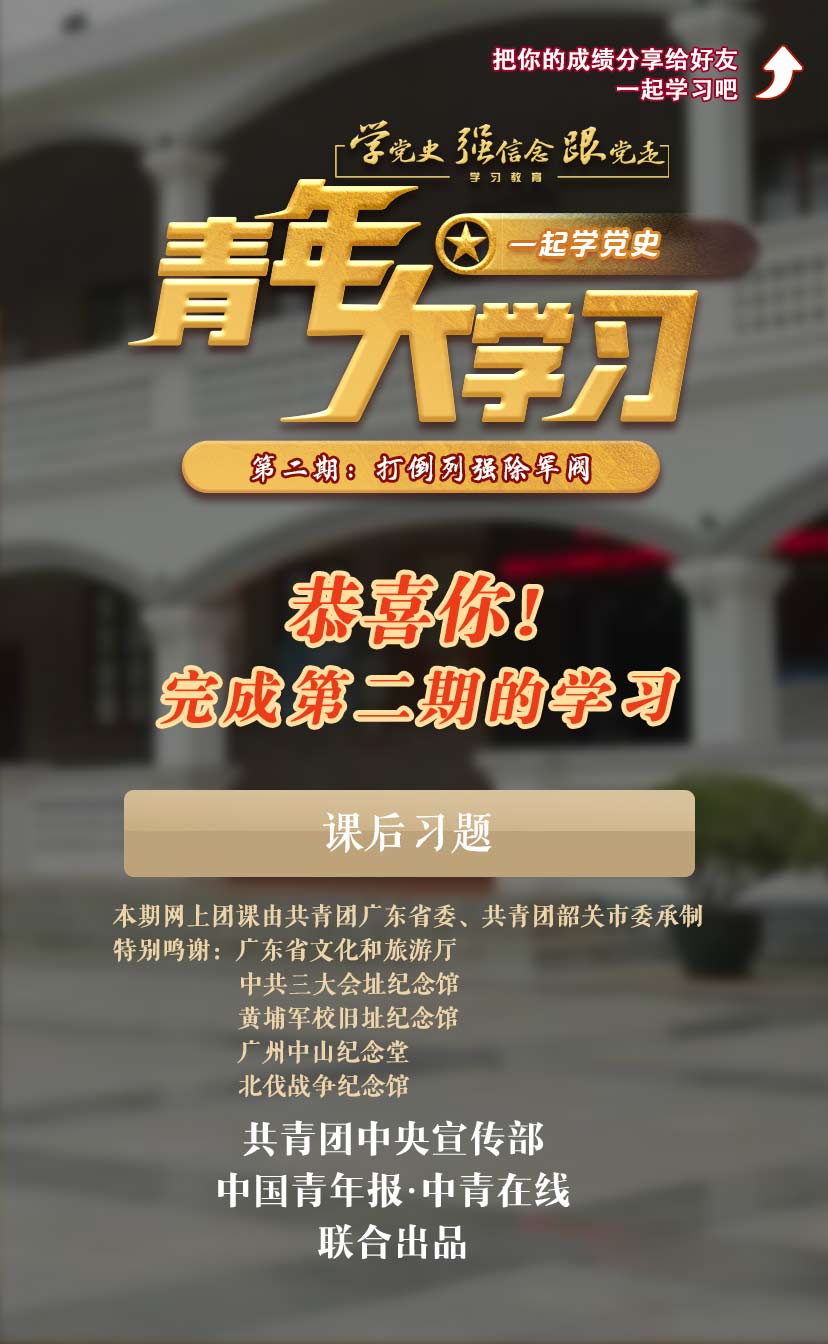 把你的成绩分享给好友
一起学习吧
学党史 强信念 跟党走
学习教育
青年大学习
一起学党史
第二期：打倒列强除军阀
恭喜你！
完成第二期的学习
课后习题
本期网上团课由共青团广东省委、共青团韶关市委承制
特别鸣谢：广东省文化和旅游厅
中共三大会址纪念馆
黄埔军校旧址纪念馆
广州中山纪念堂
北伐战争纪念馆
共青团中央宣传部
中国青年报·中青在线
联合出品